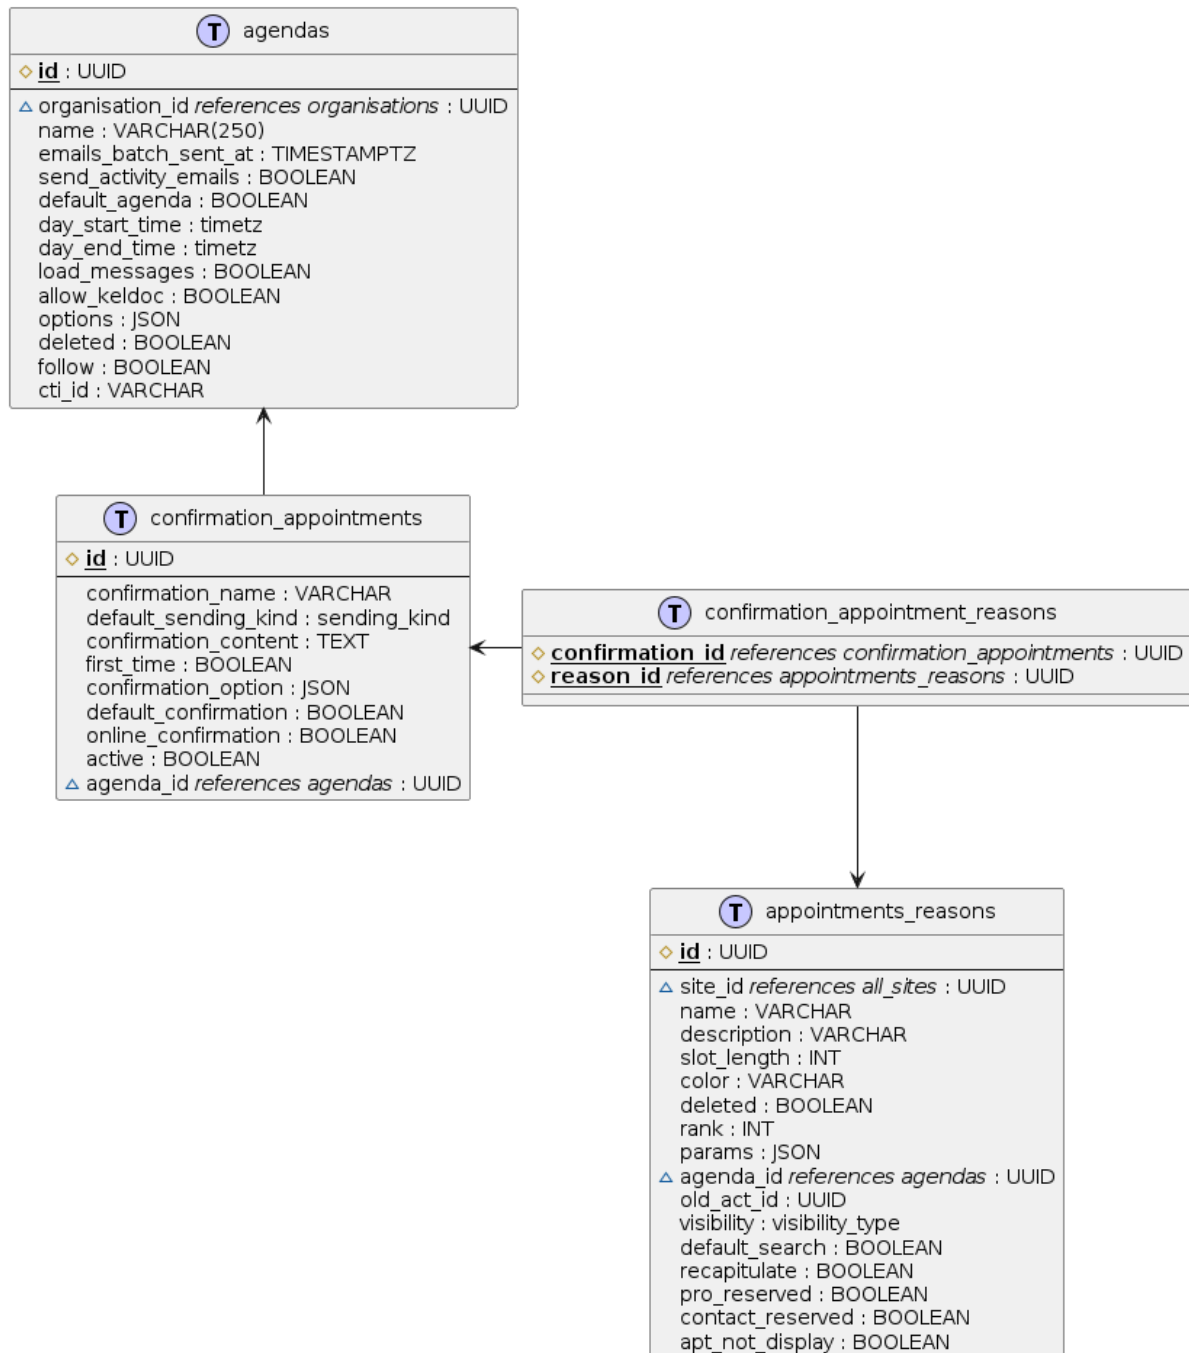 T agendas
id : UUID
organisation_id references organisations : UUID
name : VARCHAR(250)
emails_batch_sent_at : TIMESTAMPTZ
send_activity_emails : BOOLEAN
default_agenda : BOOLEAN
day_start_time : timetz
day_end_time : timetz
load_messages : BOOLEAN
allow_keldoc : BOOLEAN
options : JSON
deleted : BOOLEAN
follow : BOOLEAN
cti_id : VARCHAR
T confirmation_appointments
id : UUID
confirmation_name : VARCHAR
default_sending_kind : sending_kind
confirmation_content : TEXT
first_time : BOOLEAN
confirmation_option : JSON
default_confirmation : BOOLEAN
online_confirmation : BOOLEAN
active : BOOLEAN
agenda_id references agendas : UUID
T confirmation_appointment_reasons
confirmation_id references confirmation_appointments : UUID
reason_id references appointments_reasons : UUID
T appointments_reasons
id : UUID
site_id references all_sites : UUID
name : VARCHAR
description : VARCHAR
slot_length : INT
color : VARCHAR
deleted : BOOLEAN
rank : INT
params : JSON
agenda_id references agendas : UUID
old_act_id : UUID
visibility : visibility_type
default_search : BOOLEAN
recapitulate : BOOLEAN
pro_reserved : BOOLEAN
contact_reserved : BOOLEAN
apt_not_display : BOOLEAN